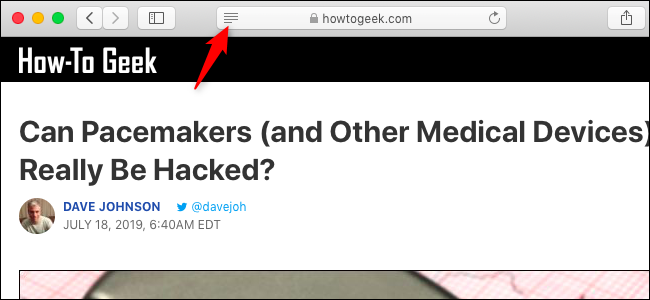 howtogeek.com
How-To Geek
Can Pacemakers (and Other Medical Devices)
Really Be Hacked?
DAVE JOHNSON @davejoh
JULY 18, 2019, 6:40AM EDT